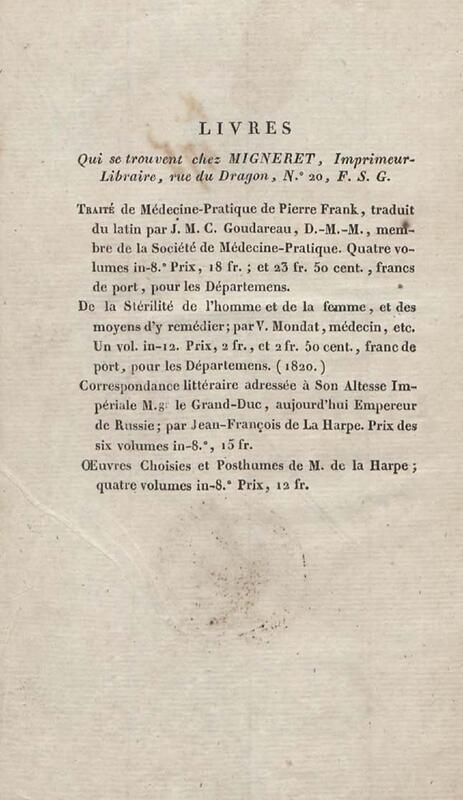 LIVRES
Qui se trouvent chez MIGNERET, Imprimeur-
Libraire, rue du Dragon, N.° 20, F. S. G.
TRAITÉ de Médecine-Pratique de Pierre Frank, traduit
du latin par J. M. C. Goudareau, D.-M.-M., mem-
bre de la Société de Médecine-Pratique. Quatre vo-
lumes in-8.° Prix, 18 fr. ; et 23 fr. 50 cent., francs
de port, pour les Départemens.
De la Stérilité de l'homme et de la femme, et des
moyens d'y remédier; par V. Mondat, médecin, etc.
Un vol. in-12. Prix, 2 fr., et 2 fr. 50 cent., franc de
port, pour les Départemens. (1820.)
Correspondance littéraire adressée à Son Altesse Im-
périale M.gr le Grand-Duc, aujourd'hui Empereur
de Russie; par Jean-François de La Harpe. Prix des
six volumes in-8.°, 15 fr.
Œuvres Choisies et Posthumes de M. de la Harpe;
quatre volumes in-8.° Prix, 12 fr.